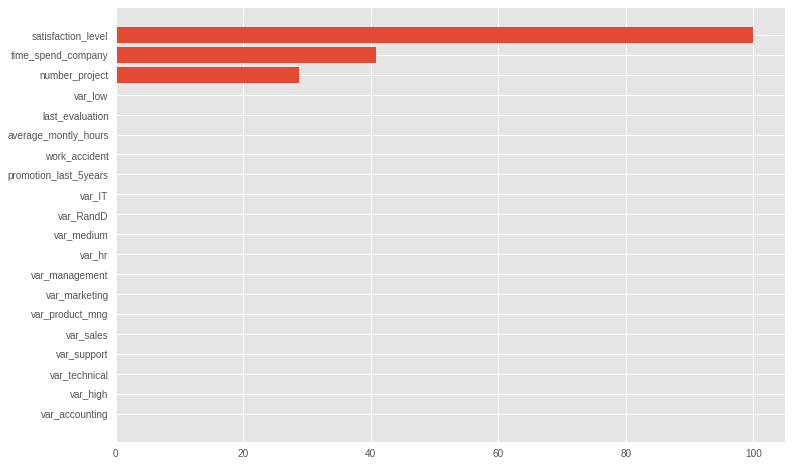 satisfaction_level
time_spend_company
number_project
var_low
last_evaluation
average_montly_hours
work_accident
promotion_last_5years
var_IT
var_RandD
var_medium
var_hr
var_management
var_marketing
var_product_mng
var_sales
var_support
var_technical
var_high
var_accounting
0 20 40 60 80 100